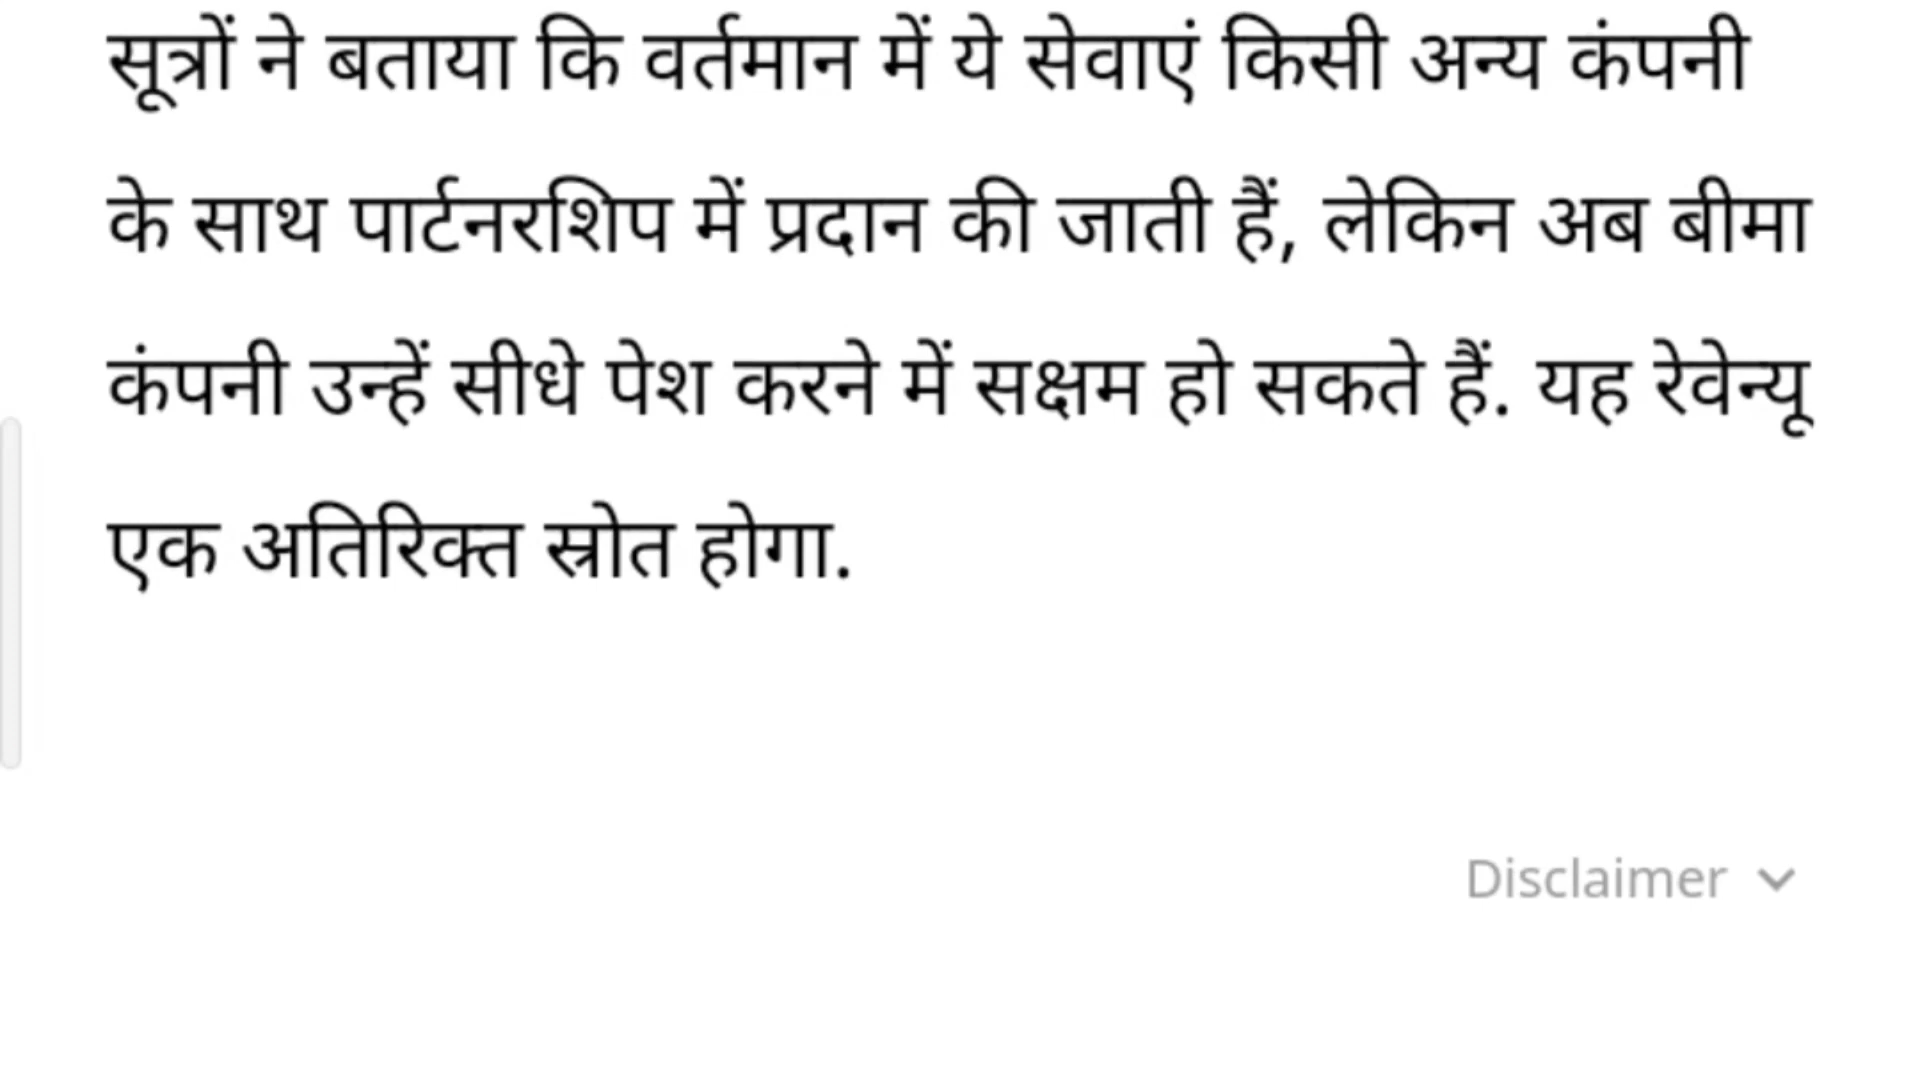 सूत्रों ने बताया कि वर्तमान में ये सेवाएं किसी अन्य कंपनी
के साथ पार्टनरशिप में प्रदान की जाती हैं, लेकिन अब बीमा
कंपनी उन्हें सीधे पेश करने में सक्षम हो सकते हैं. यह रेवेन्यू
एक अतिरिक्त स्रोत होगा.
Disclaimer